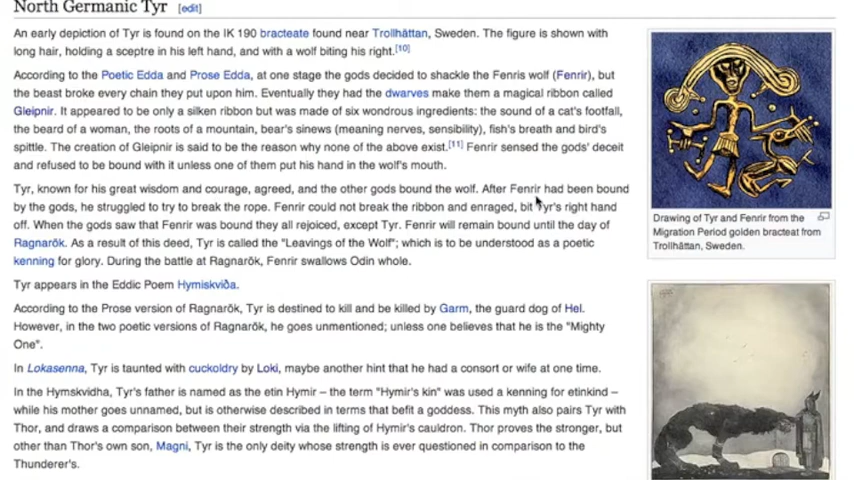 North Germanic Tyr [edit]
An early depiction of Tyr is found on the IK 190 bracteate found near Trollhättan, Sweden. The figure is shown with
long hair, holding a sceptre in his left hand, and with a wolf biting his right.[10]
According to the Poetic Edda and Prose Edda, at one stage the gods decided to shackle the Fenris wolf (Fenrir), but
the beast broke every chain they put upon him. Eventually they had the dwarves make them a magical ribbon called
Gleipnir. It appeared to be only a silken ribbon but was made of six wondrous ingredients: the sound of a cat's footfall,
the beard of a woman, the roots of a mountain, bear's sinews (meaning nerves, sensibility), fish's breath and bird's
spittle. The creation of Gleipnir is said to be the reason why none of the above exist.[11] Fenrir sensed the gods' deceit
and refused to be bound with it unless one of them put his hand in the wolf's mouth.
Tyr, known for his great wisdom and courage, agreed, and the other gods bound the wolf. After Fenrir had been bound
by the gods, he struggled to try to break the rope. Fenrir could not break the ribbon and enraged, bit Tyr's right hand
off. When the gods saw that Fenrir was bound they all rejoiced, except Tyr. Fenrir will remain bound until the day of
Ragnarök. As a result of this deed, Tyr is called the "Leavings of the Wolf"; which is to be understood as a poetic
kenning for glory. During the battle at Ragnarök, Fenrir swallows Odin whole.
Tyr appears in the Eddic Poem Hymiskviða.
According to the Prose version of Ragnarök, Tyr is destined to kill and be killed by Garm, the guard dog of Hel.
However, in the two poetic versions of Ragnarök, he goes unmentioned; unless one believes that he is the "Mighty
One".
In Lokasenna, Tyr is taunted with cuckoldry by Loki, maybe another hint that he had a consort or wife at one time.
In the Hymskvidha, Tyr's father is named as the etin Hymir – the term "Hymir's kin" was used a kenning for etinkind –
while his mother goes unnamed, but is otherwise described in terms that befit a goddess. This myth also pairs Tyr with
Thor, and draws a comparison between their strength via the lifting of Hymir's cauldron. Thor proves the stronger, but
other than Thor's own son, Magni, Tyr is the only deity whose strength is ever questioned in comparison to the
Thunderer's.
Drawing of Tyr and Fenrir from the
Migration Period golden bracteat from
Trollhättan, Sweden.